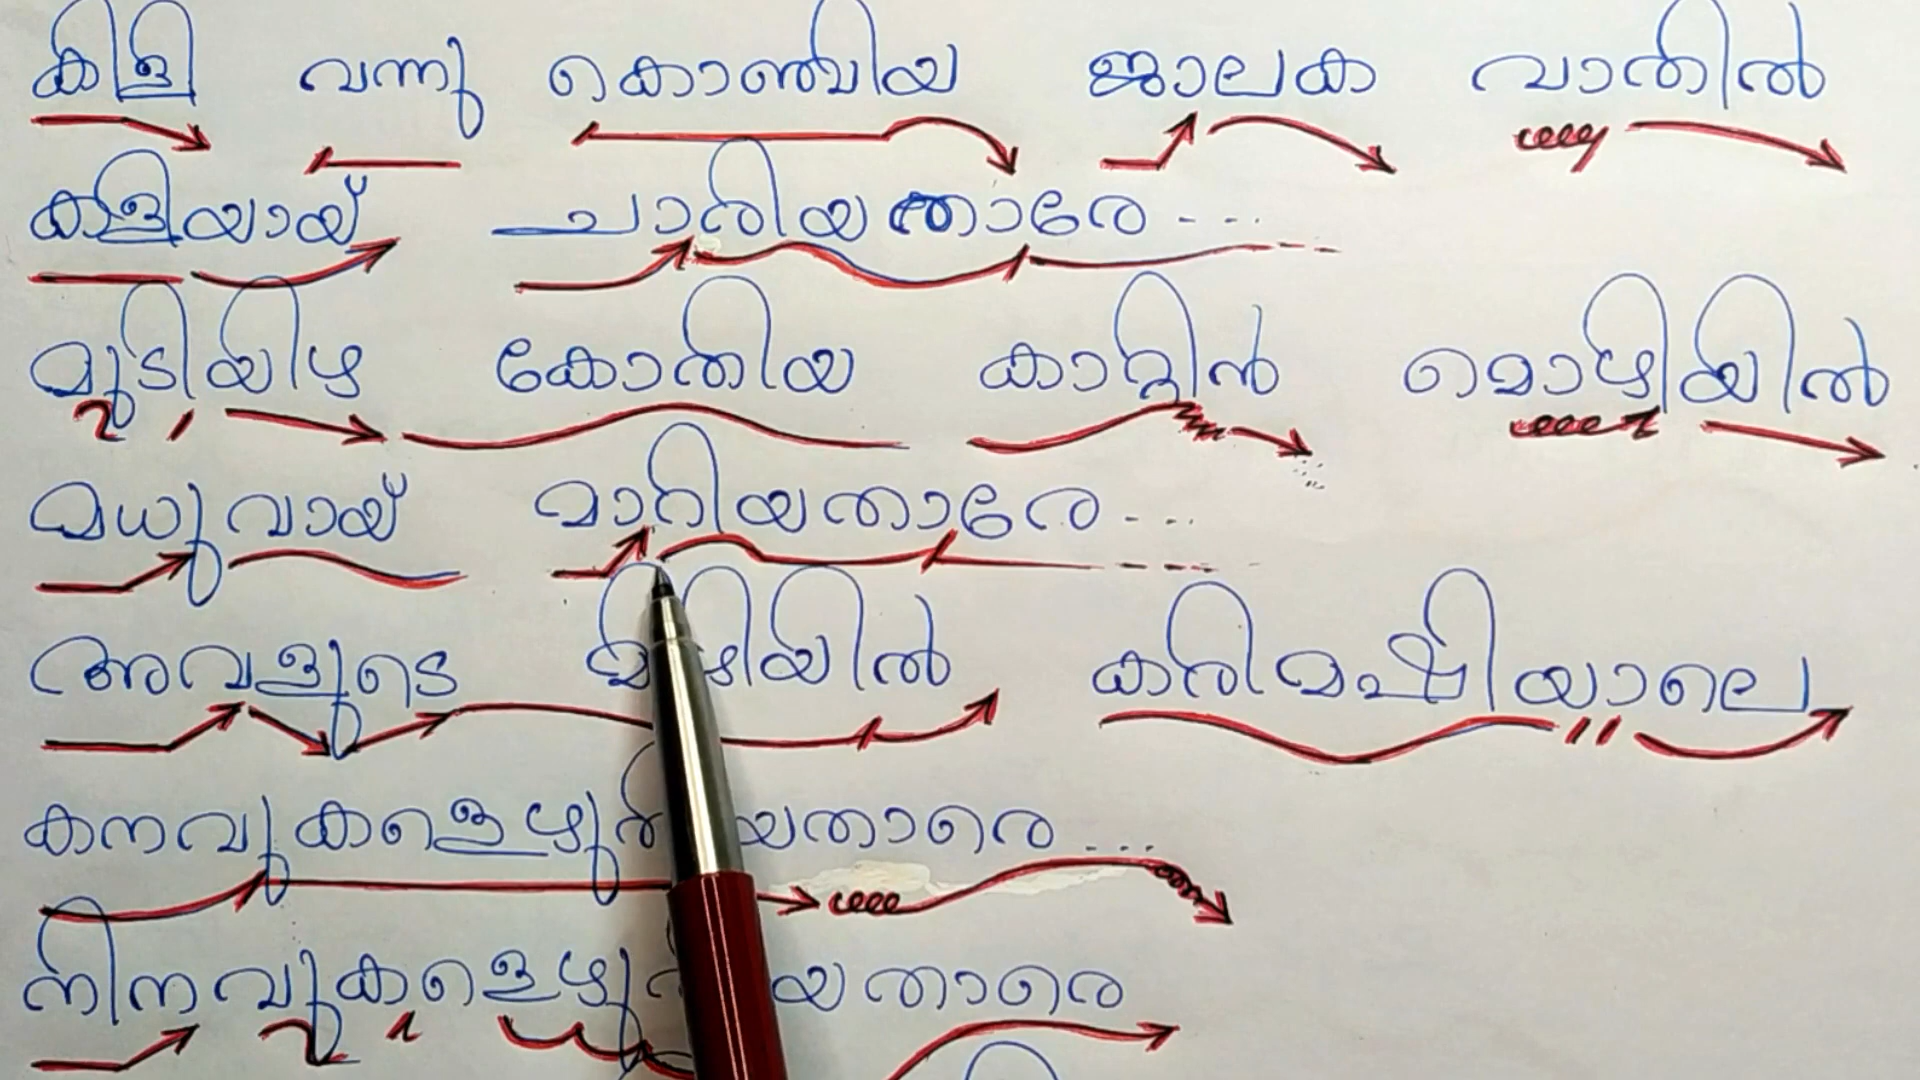 കിളി വന്നു കൊഞ്ചിയ ജാലക വാതിൽ
കളിയായ് ചാരിയതാരേ - - -
മുടിയിഴ കോതിയ കാറ്റിൻ മൊഴിയിൽ
മധുവായ് മാറിയതാരേ - - -
അവളുടെ മിഴിയിൽ കരിമഷിയാലെ
കനവുകളെഴുതിയതാരെ ...
നിനവുകളെഴുതിയതാരെ